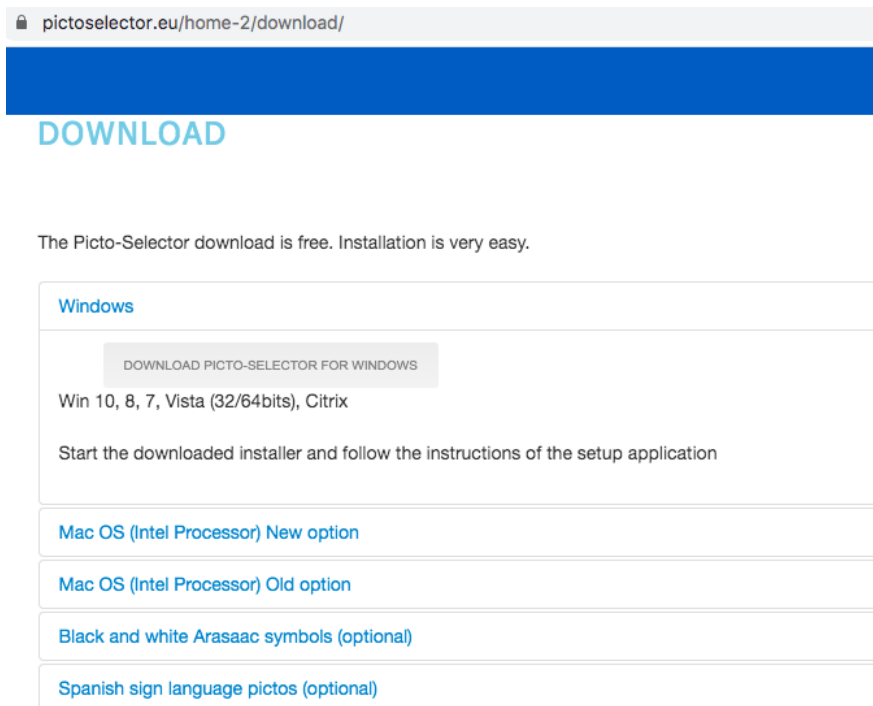 pictoselector.eu/home-2/download/
DOWNLOAD
The Picto-Selector download is free. Installation is very easy.
Windows
DOWNLOAD PICTO-SELECTOR FOR WINDOWS
Win 10, 8, 7, Vista (32/64bits), Citrix
Start the downloaded installer and follow the instructions of the setup application
Mac OS (Intel Processor) New option
Mac OS (Intel Processor) Old option
Black and white Arasaac symbols (optional)
Spanish sign language pictos (optional)